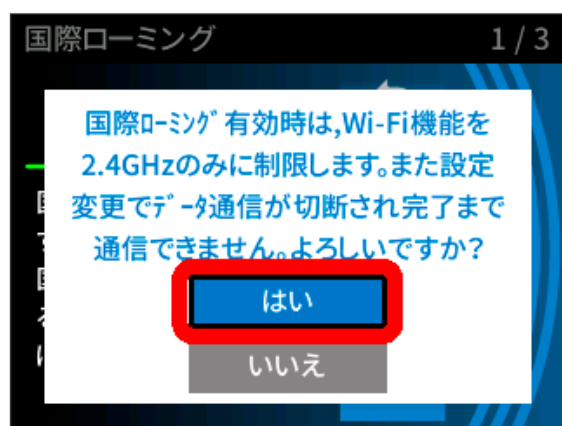 国際ローミング 1/3
国際ﾛｰﾐﾝｸﾞ有効時は,Wi-Fi機能を
2.4GHzのみに制限します。また設定
変更でﾃﾞｰﾀ通信が切断され完了まで
通信できません。よろしいですか?
はい
いいえ